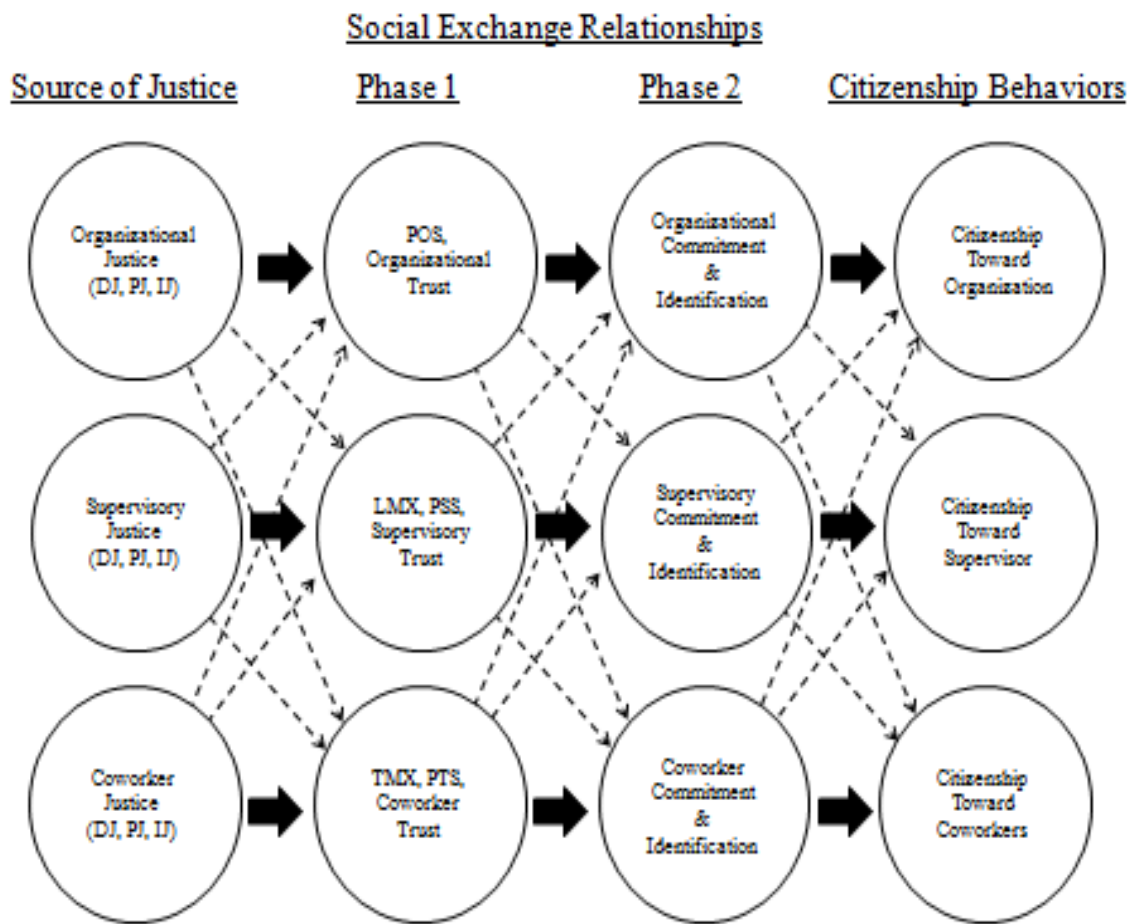 Social Exchange Relationships
Source of Justice
Phase 1
Phase 2
Citizenship Behaviors
Organizational
Justice
(DJ, PJ, IJ)
POS,
Organizational
Trust
Organizational
Commitment
&
Identification
Citizenship
Toward
Organization
Supervisory
Justice
(DJ, PJ, IJ)
LMX, PSS,
Supervisory
Trust
Supervisory
Commitment
&
Identification
Citizenship
Toward
Supervisor
Coworker
Justice
(DJ, PJ, IJ)
TMX, PTS,
Coworker
Trust
Coworker
Commitment
&
Identification
Citizenship
Toward
Coworkers